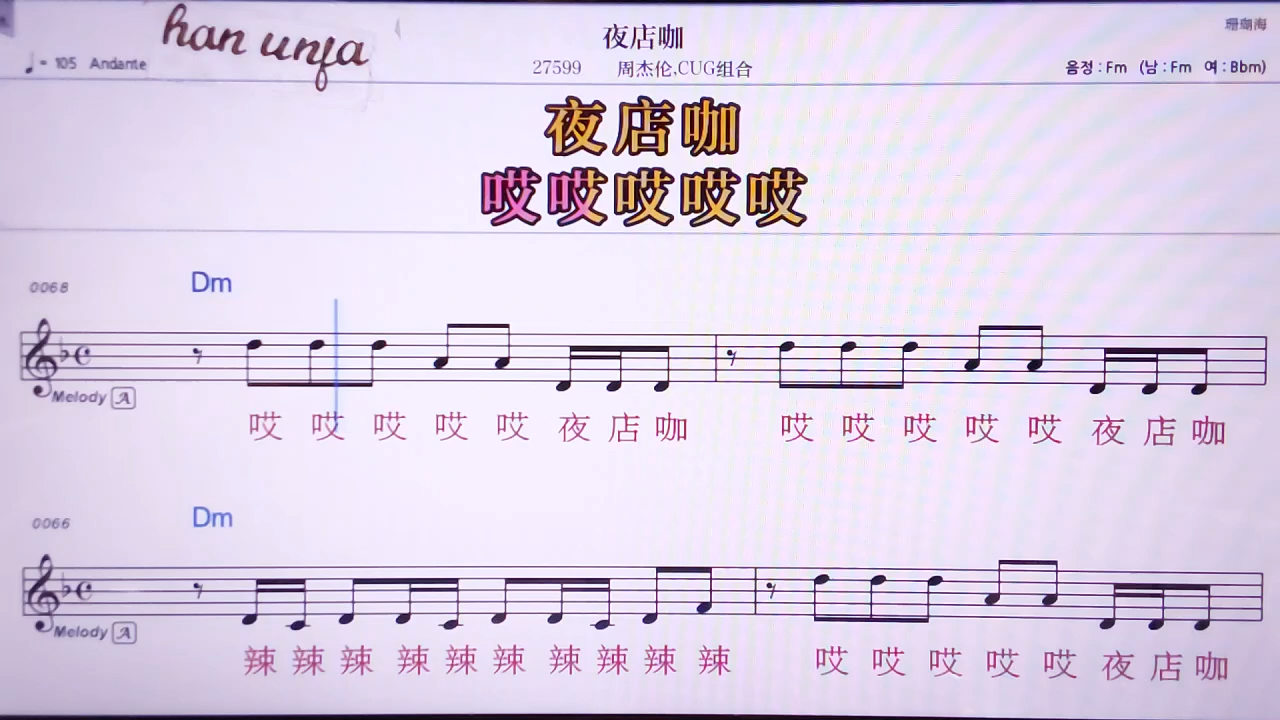 han unfa
夜店咖
珊瑚海
♩= 105 Andante
27599 周杰伦,CUG组合
음정 : Fm (남 : Fm 여 : Bbm)
夜店咖
哎哎哎哎哎
0068 Dm
Melody A
哎 哎 哎 哎 哎 夜 店 咖 哎 哎 哎 哎 哎 夜 店 咖
0066 Dm
Melody A
辣 辣 辣 辣 辣 辣 辣 辣 辣 辣 哎 哎 哎 哎 哎 夜 店 咖